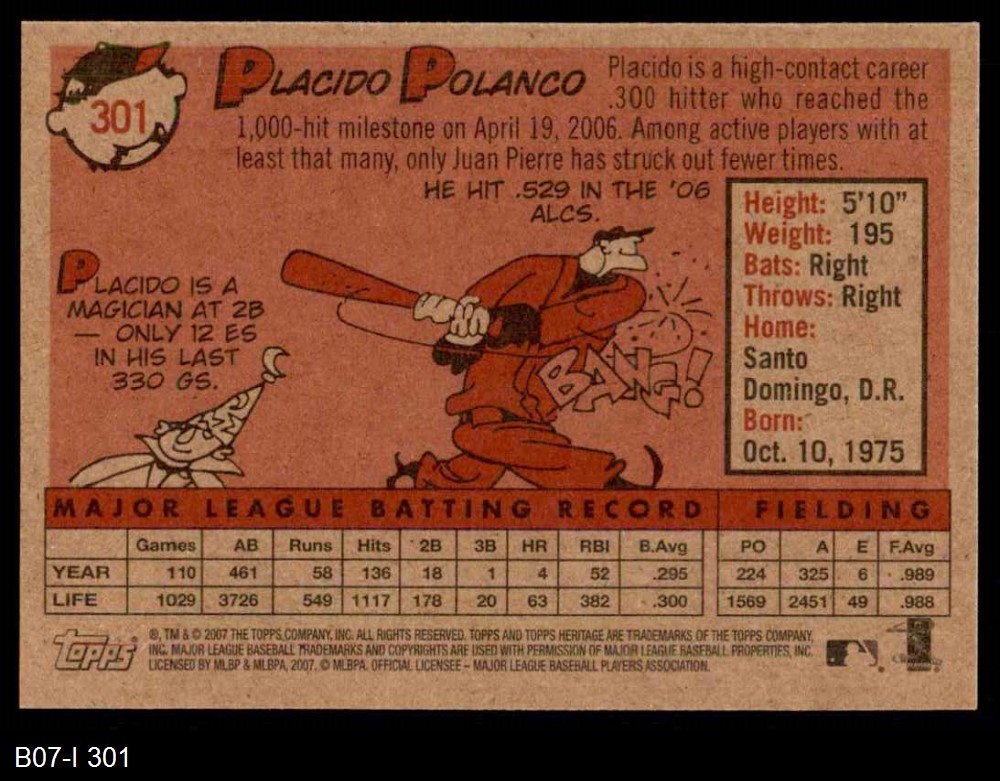 301
PLACIDO POLANCO
Placido is a high-contact career
.300 hitter who reached the
1,000-hit milestone on April 19, 2006. Among active players with at
least that many, only Juan Pierre has struck out fewer times.
HE HIT .529 IN THE '06
ALCS.
PLACIDO IS A
MAGICIAN AT 2B
— ONLY 12 ES
IN HIS LAST
330 GS.
BANG!
Height: 5'10"
Weight: 195
Bats: Right
Throws: Right
Home:
Santo
Domingo, D.R.
Born:
Oct. 10, 1975
MAJOR LEAGUE BATTING RECORD FIELDING
Games AB Runs Hits 2B 3B HR RBI B.Avg PO A E F.Avg
YEAR 110 461 58 136 18 1 4 52 .295 224 325 6 .989
LIFE 1029 3726 549 1117 178 20 63 382 .300 1569 2451 49 .988
Topps
®, TM & © 2007 THE TOPPS COMPANY, INC. ALL RIGHTS RESERVED. TOPPS AND TOPPS HERITAGE ARE TRADEMARKS OF THE TOPPS COMPANY,
INC. MAJOR LEAGUE BASEBALL TRADEMARKS AND COPYRIGHTS ARE USED WITH PERMISSION OF MAJOR LEAGUE BASEBALL PROPERTIES, INC.
LICENSED BY MLBP & MLBPA, 2007. © MLBPA. OFFICIAL LICENSEE – MAJOR LEAGUE BASEBALL PLAYERS ASSOCIATION.
B07-I 301